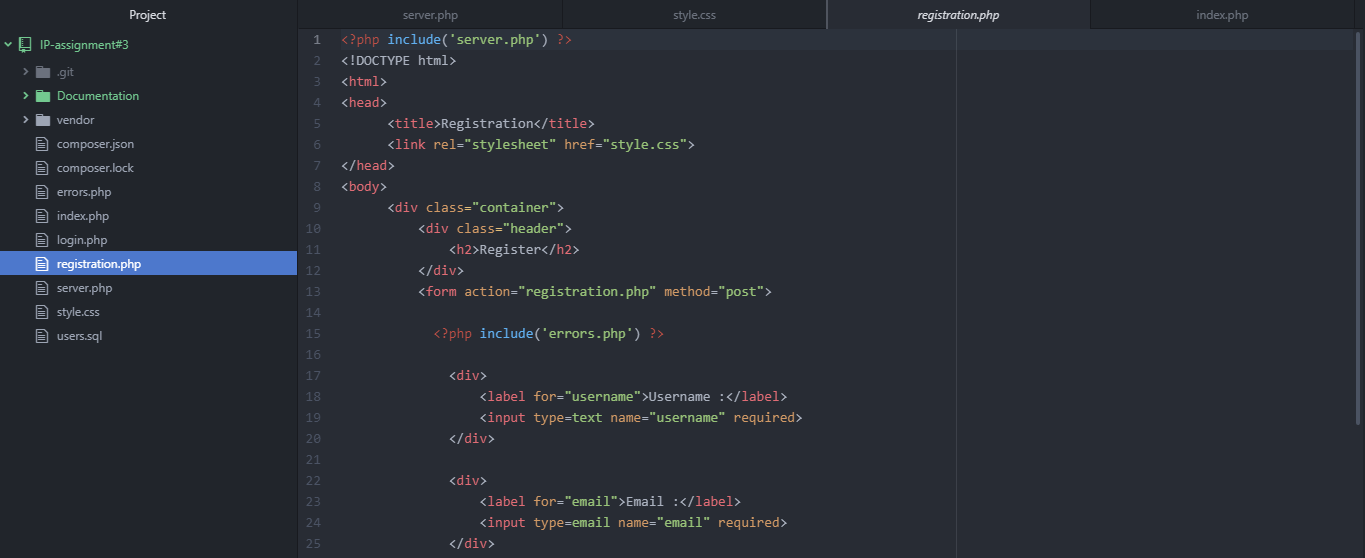 Project
IP-assignment#3
.git
Documentation
vendor
composer.json
composer.lock
errors.php
index.php
login.php
registration.php
server.php
style.css
users.sql
server.php
style.css
registration.php
index.php
1 <?php include('server.php') ?>
2 <!DOCTYPE html>
3 <html>
4 <head>
5 <title>Registration</title>
6 <link rel="stylesheet" href="style.css">
7 </head>
8 <body>
9 <div class="container">
10 <div class="header">
11 <h2>Register</h2>
12 </div>
13 <form action="registration.php" method="post">
14
15 <?php include('errors.php') ?>
16
17 <div>
18 <label for="username">Username :</label>
19 <input type=text name="username" required>
20 </div>
21
22 <div>
23 <label for="email">Email :</label>
24 <input type=email name="email" required>
25 </div>